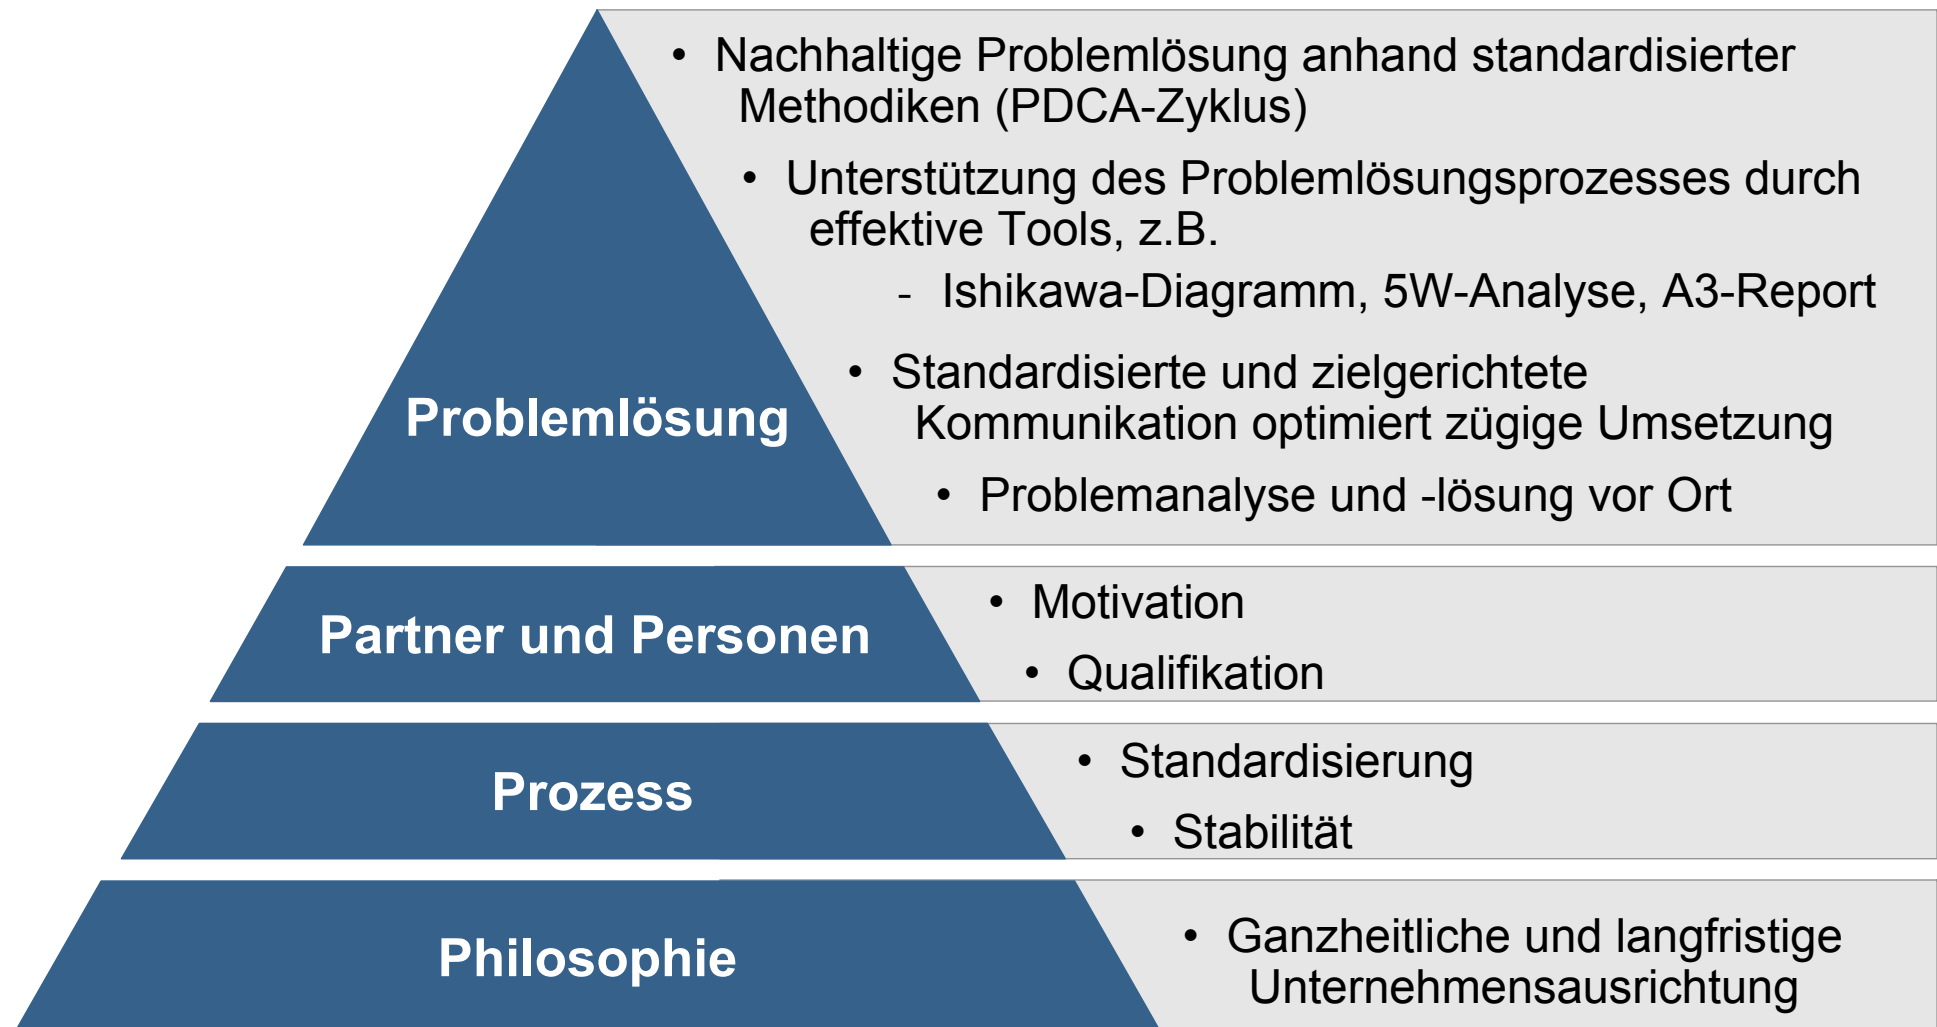 • Nachhaltige Problemlösung anhand standardisierter
Methodiken (PDCA-Zyklus)
• Unterstützung des Problemlösungsprozesses durch
effektive Tools, z.B.
- Ishikawa-Diagramm, 5W-Analyse, A3-Report
• Standardisierte und zielgerichtete
Kommunikation optimiert zügige Umsetzung
• Problemanalyse und -lösung vor Ort
Problemlösung
Partner und Personen
• Motivation
• Qualifikation
Prozess
• Standardisierung
• Stabilität
Philosophie
• Ganzheitliche und langfristige
Unternehmensausrichtung